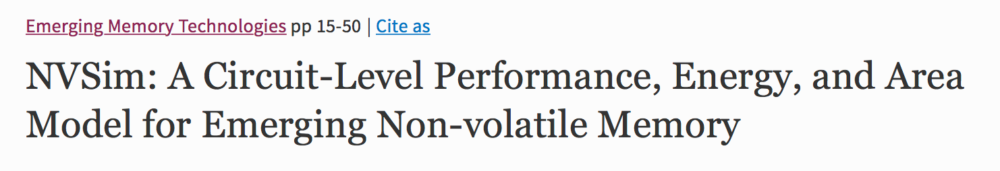 Emerging Memory Technologies pp 15-50 | Cite as
NVSim: A Circuit-Level Performance, Energy, and Area
Model for Emerging Non-volatile Memory